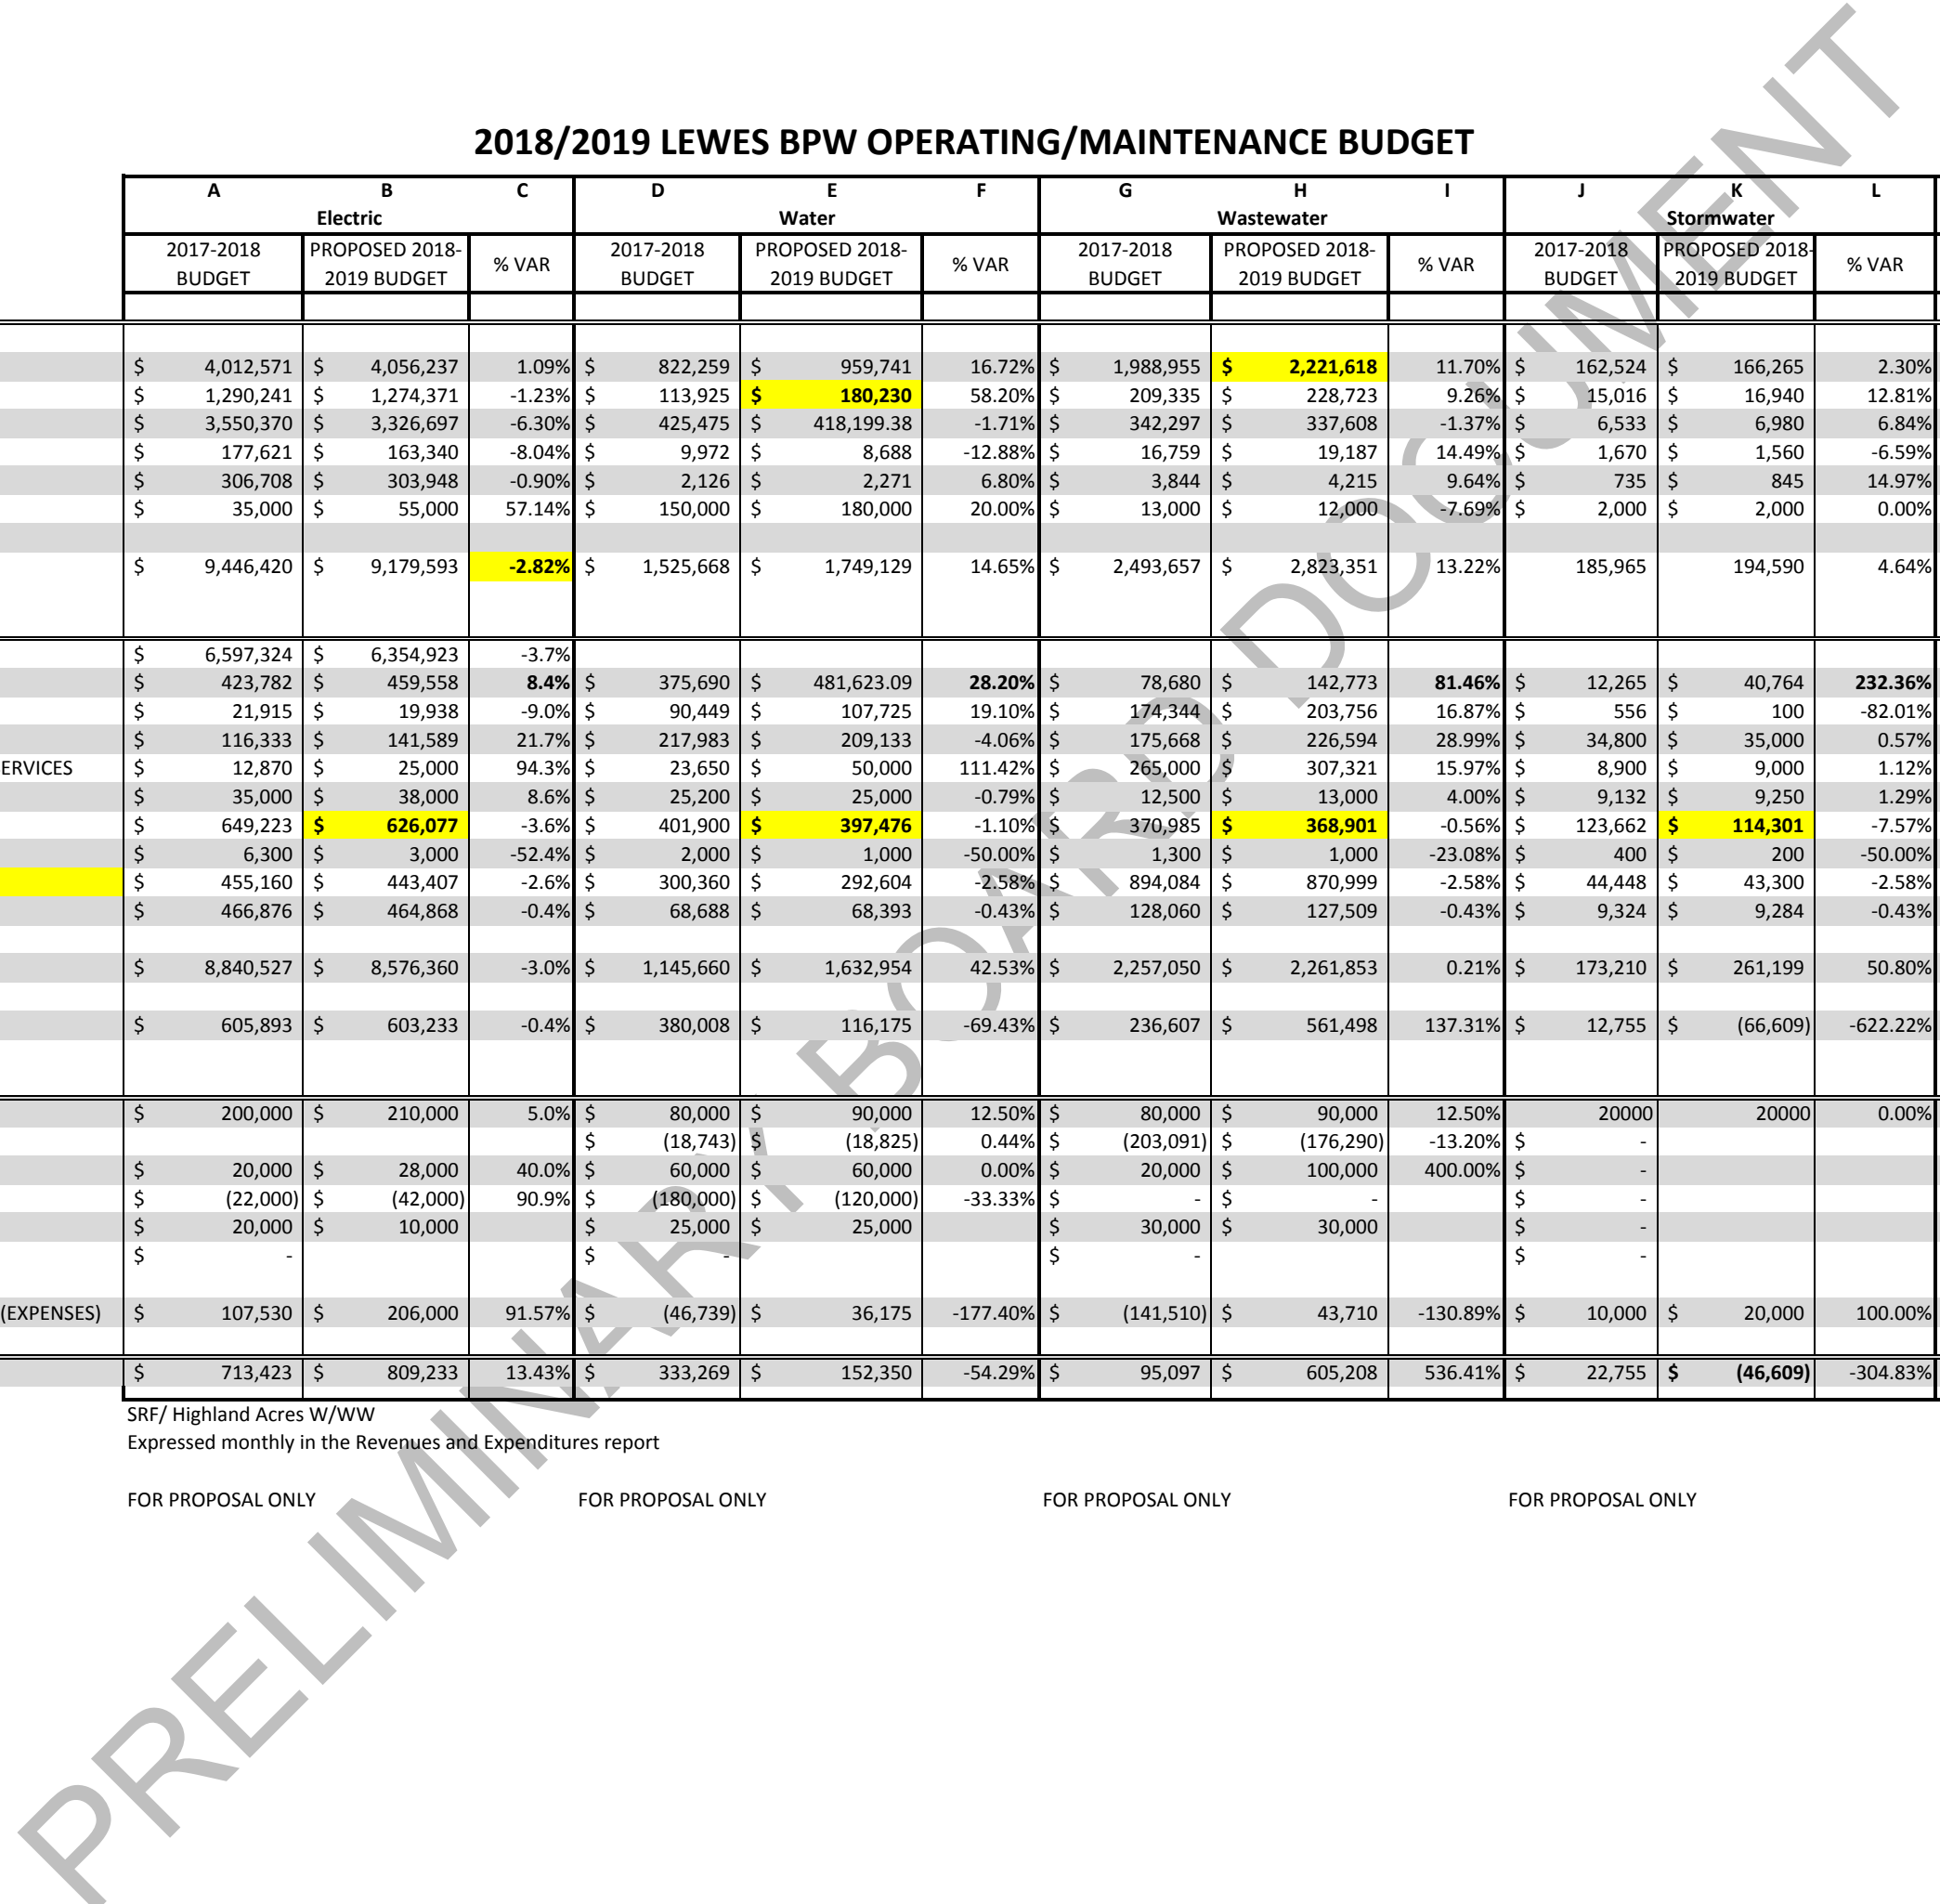 2018/2019 LEWES BPW OPERATING/MAINTENANCE BUDGET
A B C D E F G H I J K L
Electric Water Wastewater Stormwater
2017-2018 BUDGET PROPOSED 2018-2019 BUDGET % VAR 2017-2018 BUDGET PROPOSED 2018-2019 BUDGET % VAR 2017-2018 BUDGET PROPOSED 2018-2019 BUDGET % VAR 2017-2018 BUDGET PROPOSED 2018-2019 BUDGET % VAR
$ 4,012,571 $ 4,056,237 1.09% $ 822,259 $ 959,741 16.72% $ 1,988,955 $ 2,221,618 11.70% $ 162,524 $ 166,265 2.30%
$ 1,290,241 $ 1,274,371 -1.23% $ 113,925 $ 180,230 58.20% $ 209,335 $ 228,723 9.26% $ 15,016 $ 16,940 12.81%
$ 3,550,370 $ 3,326,697 -6.30% $ 425,475 $ 418,199.38 -1.71% $ 342,297 $ 337,608 -1.37% $ 6,533 $ 6,980 6.84%
$ 177,621 $ 163,340 -8.04% $ 9,972 $ 8,688 -12.88% $ 16,759 $ 19,187 14.49% $ 1,670 $ 1,560 -6.59%
$ 306,708 $ 303,948 -0.90% $ 2,126 $ 2,271 6.80% $ 3,844 $ 4,215 9.64% $ 735 $ 845 14.97%
$ 35,000 $ 55,000 57.14% $ 150,000 $ 180,000 20.00% $ 13,000 $ 12,000 -7.69% $ 2,000 $ 2,000 0.00%
$ 9,446,420 $ 9,179,593 -2.82% $ 1,525,668 $ 1,749,129 14.65% $ 2,493,657 $ 2,823,351 13.22% 185,965 194,590 4.64%
$ 6,597,324 $ 6,354,923 -3.7%
$ 423,782 $ 459,558 8.4% $ 375,690 $ 481,623.09 28.20% $ 78,680 $ 142,773 81.46% $ 12,265 $ 40,764 232.36%
$ 21,915 $ 19,938 -9.0% $ 90,449 $ 107,725 19.10% $ 174,344 $ 203,756 16.87% $ 556 $ 100 -82.01%
$ 116,333 $ 141,589 21.7% $ 217,983 $ 209,133 -4.06% $ 175,668 $ 226,594 28.99% $ 34,800 $ 35,000 0.57%
ERVICES $ 12,870 $ 25,000 94.3% $ 23,650 $ 50,000 111.42% $ 265,000 $ 307,321 15.97% $ 8,900 $ 9,000 1.12%
$ 35,000 $ 38,000 8.6% $ 25,200 $ 25,000 -0.79% $ 12,500 $ 13,000 4.00% $ 9,132 $ 9,250 1.29%
$ 649,223 $ 626,077 -3.6% $ 401,900 $ 397,476 -1.10% $ 370,985 $ 368,901 -0.56% $ 123,662 $ 114,301 -7.57%
$ 6,300 $ 3,000 -52.4% $ 2,000 $ 1,000 -50.00% $ 1,300 $ 1,000 -23.08% $ 400 $ 200 -50.00%
$ 455,160 $ 443,407 -2.6% $ 300,360 $ 292,604 -2.58% $ 894,084 $ 870,999 -2.58% $ 44,448 $ 43,300 -2.58%
$ 466,876 $ 464,868 -0.4% $ 68,688 $ 68,393 -0.43% $ 128,060 $ 127,509 -0.43% $ 9,324 $ 9,284 -0.43%
$ 8,840,527 $ 8,576,360 -3.0% $ 1,145,660 $ 1,632,954 42.53% $ 2,257,050 $ 2,261,853 0.21% $ 173,210 $ 261,199 50.80%
$ 605,893 $ 603,233 -0.4% $ 380,008 $ 116,175 -69.43% $ 236,607 $ 561,498 137.31% $ 12,755 $ (66,609) -622.22%
$ 200,000 $ 210,000 5.0% $ 80,000 $ 90,000 12.50% $ 80,000 $ 90,000 12.50% 20000 20000 0.00%
$ (18,743) $ (18,825) 0.44% $ (203,091) $ (176,290) -13.20% $ -
$ 20,000 $ 28,000 40.0% $ 60,000 $ 60,000 0.00% $ 20,000 $ 100,000 400.00% $ -
$ (22,000) $ (42,000) 90.9% $ (180,000) $ (120,000) -33.33% $ - $ - $ -
$ 20,000 $ 10,000 $ 25,000 $ 25,000 $ 30,000 $ 30,000 $ -
$ - $ - $ - $ -
(EXPENSES) $ 107,530 $ 206,000 91.57% $ (46,739) $ 36,175 -177.40% $ (141,510) $ 43,710 -130.89% $ 10,000 $ 20,000 100.00%
$ 713,423 $ 809,233 13.43% $ 333,269 $ 152,350 -54.29% $ 95,097 $ 605,208 536.41% $ 22,755 $ (46,609) -304.83%
SRF/ Highland Acres W/WW
Expressed monthly in the Revenues and Expenditures report
FOR PROPOSAL ONLY FOR PROPOSAL ONLY FOR PROPOSAL ONLY FOR PROPOSAL ONLY
PRELIMINARY BOARD DOCUMENT